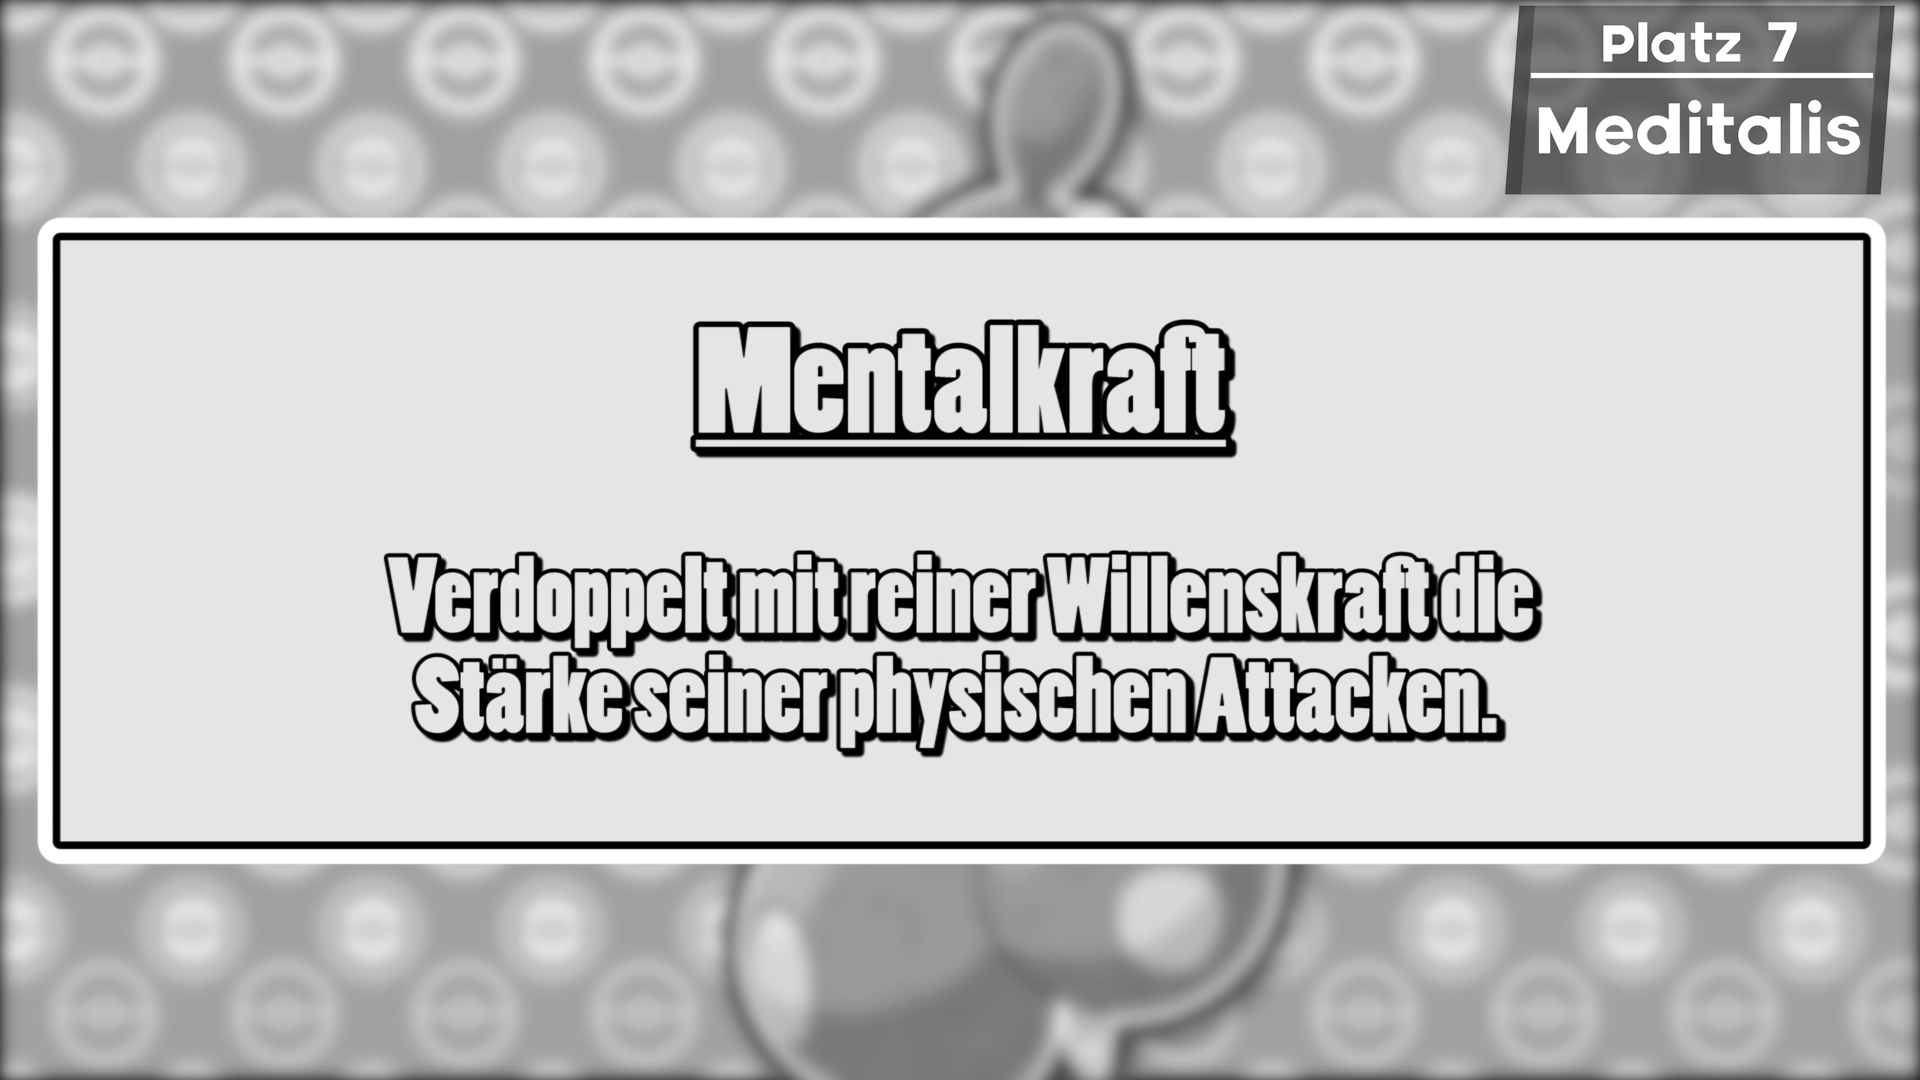 Platz 7
Meditalis
Mentalkraft
Verdoppelt mit reiner Willenskraft die
Stärke seiner physischen Attacken.